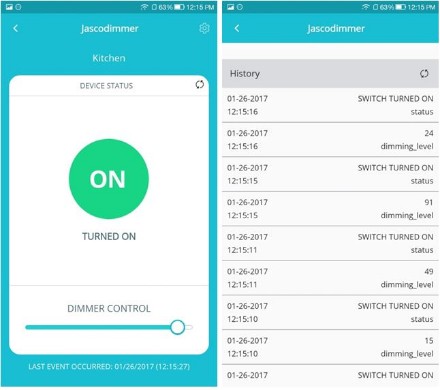 63% 12:15 PM
Jascodimmer
Kitchen
DEVICE STATUS
ON
TURNED ON
DIMMER CONTROL
LAST EVENT OCCURRED: 01/26/2017 (12:15:27)
63% 12:15 PM
Jascodimmer
History
01-26-2017 SWITCH TURNED ON
12:15:16 status
01-26-2017 24
12:15:16 dimming_level
01-26-2017 SWITCH TURNED ON
12:15:15 status
01-26-2017 91
12:15:15 dimming_level
01-26-2017 SWITCH TURNED ON
12:15:11 status
01-26-2017 49
12:15:11 dimming_level
01-26-2017 SWITCH TURNED ON
12:15:10 status
01-26-2017 15
12:15:10 dimming_level
01-26-2017 SWITCH TURNED ON